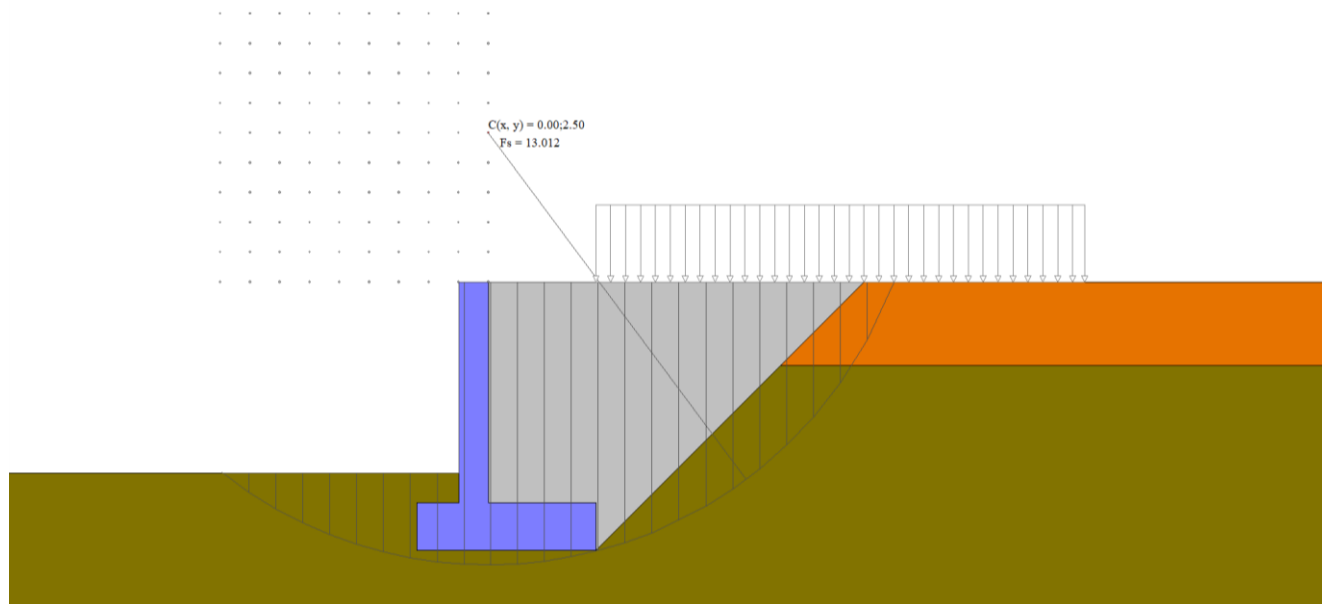 C(x, y) = 0.00;2.50
Fs = 13.012